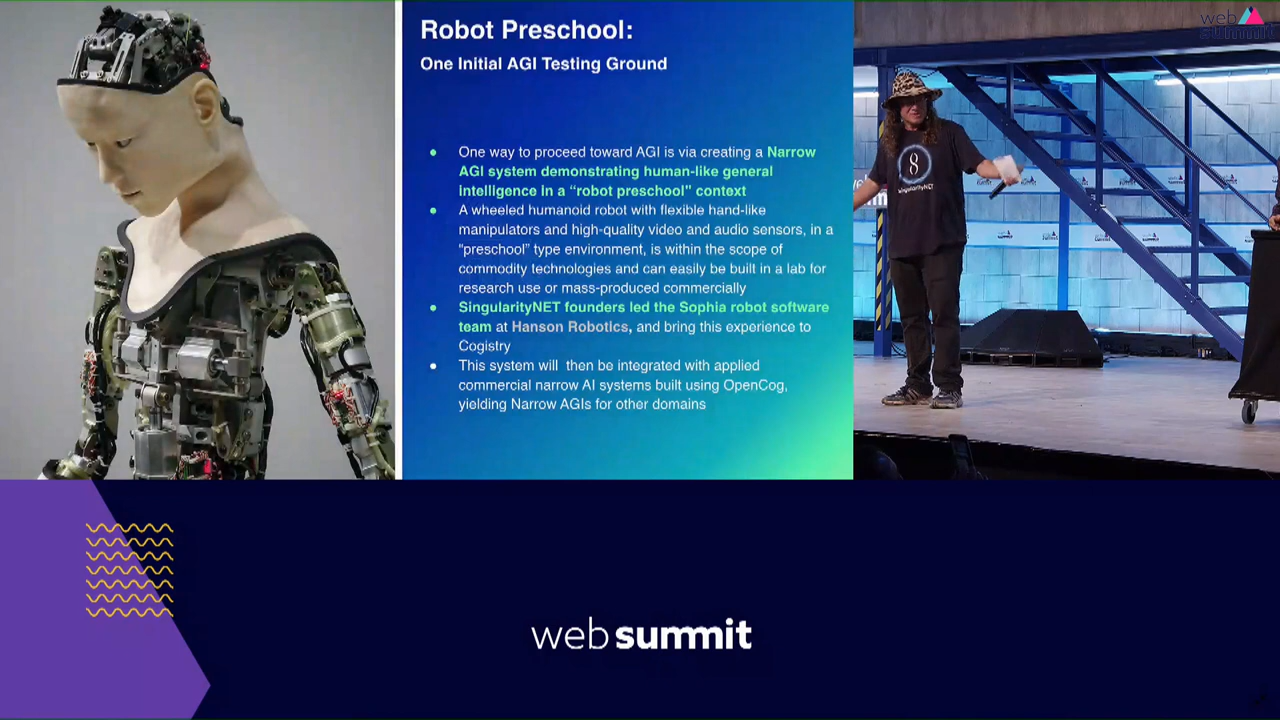 Robot Preschool:
One Initial AGI Testing Ground
• One way to proceed toward AGI is via creating a Narrow
AGI system demonstrating human-like general
intelligence in a “robot preschool" context
• A wheeled humanoid robot with flexible hand-like
manipulators and high-quality video and audio sensors, in a
“preschool” type environment, is within the scope of
commodity technologies and can easily be built in a lab for
research use or mass-produced commercially
• SingularityNET founders led the Sophia robot software
team at Hanson Robotics, and bring this experience to
Cogistry
• This system will then be integrated with applied
commercial narrow AI systems built using OpenCog,
yielding Narrow AGIs for other domains
web
summit
SingularityNET
web summit